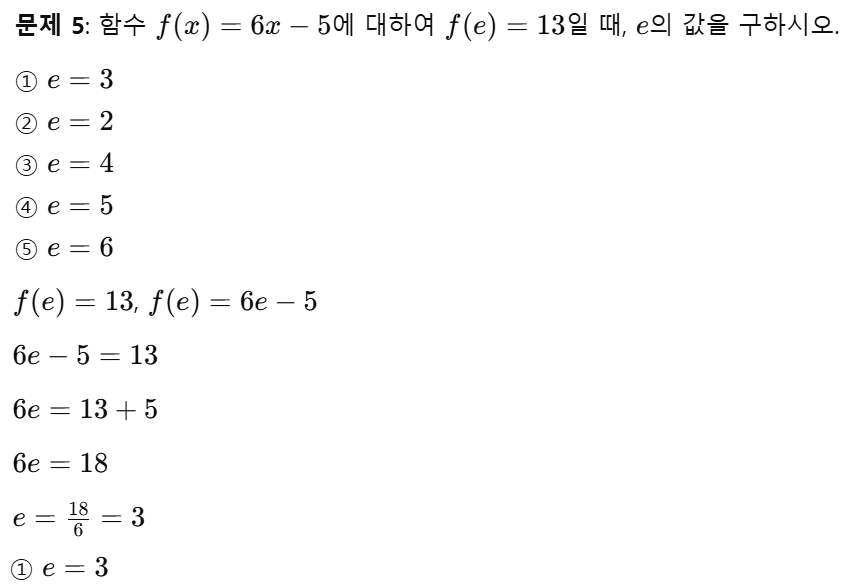 문제 5: 함수 f(x) = 6x − 5에 대하여 f(e) = 13일 때, e의 값을 구하시오.
① e = 3
② e = 2
③ e = 4
④ e = 5
⑤ e = 6
f(e) = 13, f(e) = 6e − 5
6e − 5 = 13
6e = 13 + 5
6e = 18
e = \frac{18}{6} = 3
① e = 3